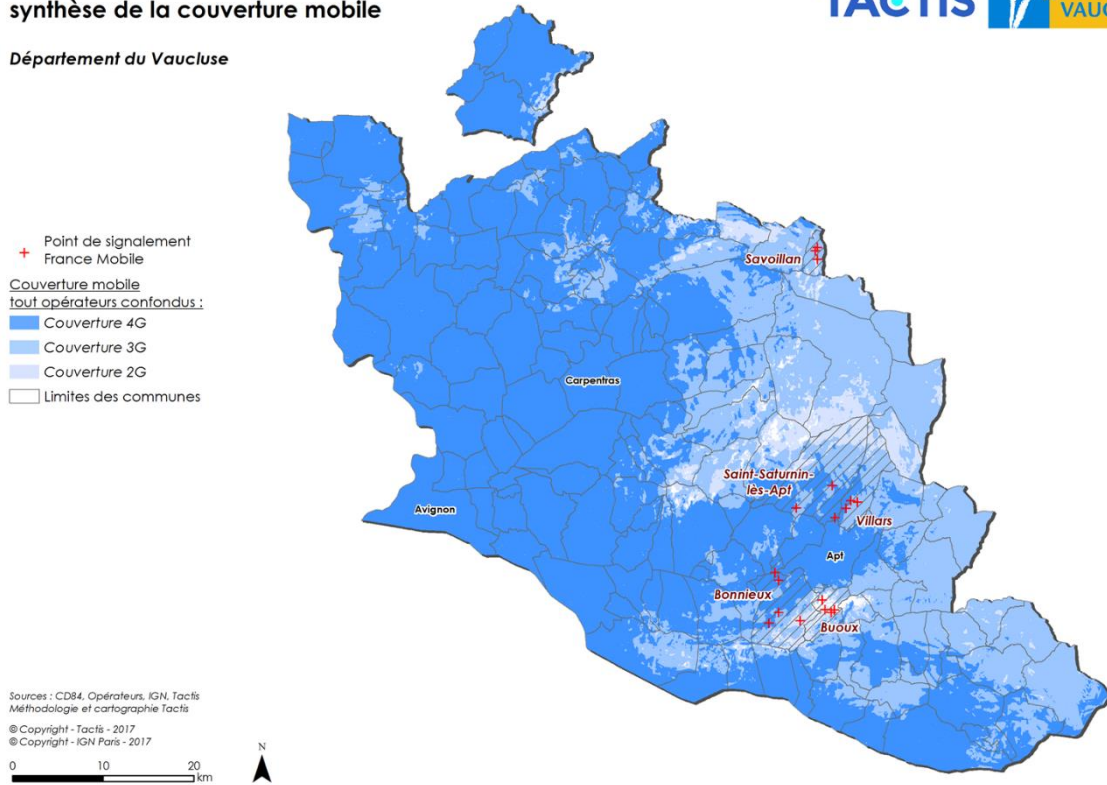 synthèse de la couverture mobile
TACTIS
Département du Vaucluse
Point de signalement
France Mobile
Couverture mobile
tout opérateurs confondus :
Couverture 4G
Couverture 3G
Couverture 2G
Limites des communes
Savoillan
Carpentras
Saint-Saturnin-
lès-Apt
Avignon
Villars
Apt
Bonnieux
Buoux
Sources : CD84, Opérateurs, IGN, Tactis
Méthodologie et cartographie Tactis
© Copyright - Tactis - 2017
© Copyright - IGN Paris - 2017
N
0 10 20
km